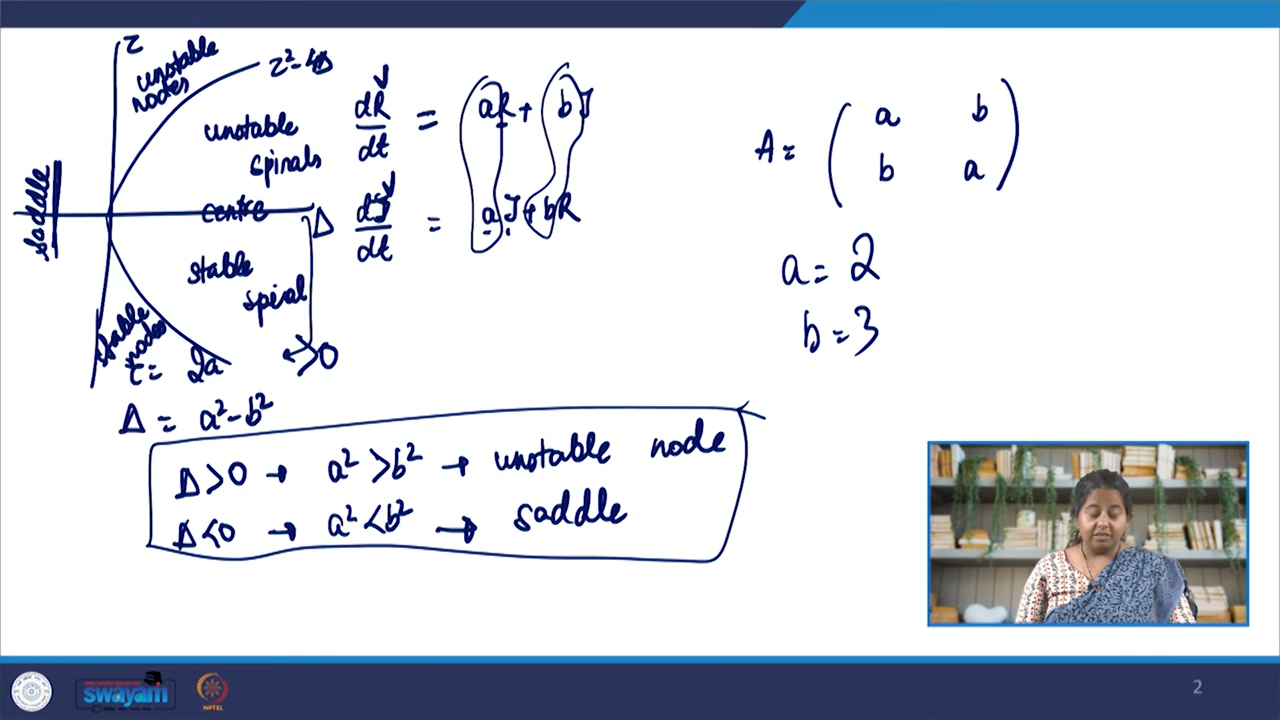 τ
unstable
nodes
τ²-4Δ
unstable
spirals
saddle
centre
Δ
stable
spiral
stable
nodes
>0
dR/dt = aR + bJ
dJ/dt = aJ + bR
τ = 2a
Δ = a²-b²
Δ>0 → a²>b² → unstable node
Δ<0 → a²<b² → saddle
A = ( a b
b a )
a = 2
b = 3
swayam
NPTEL
2